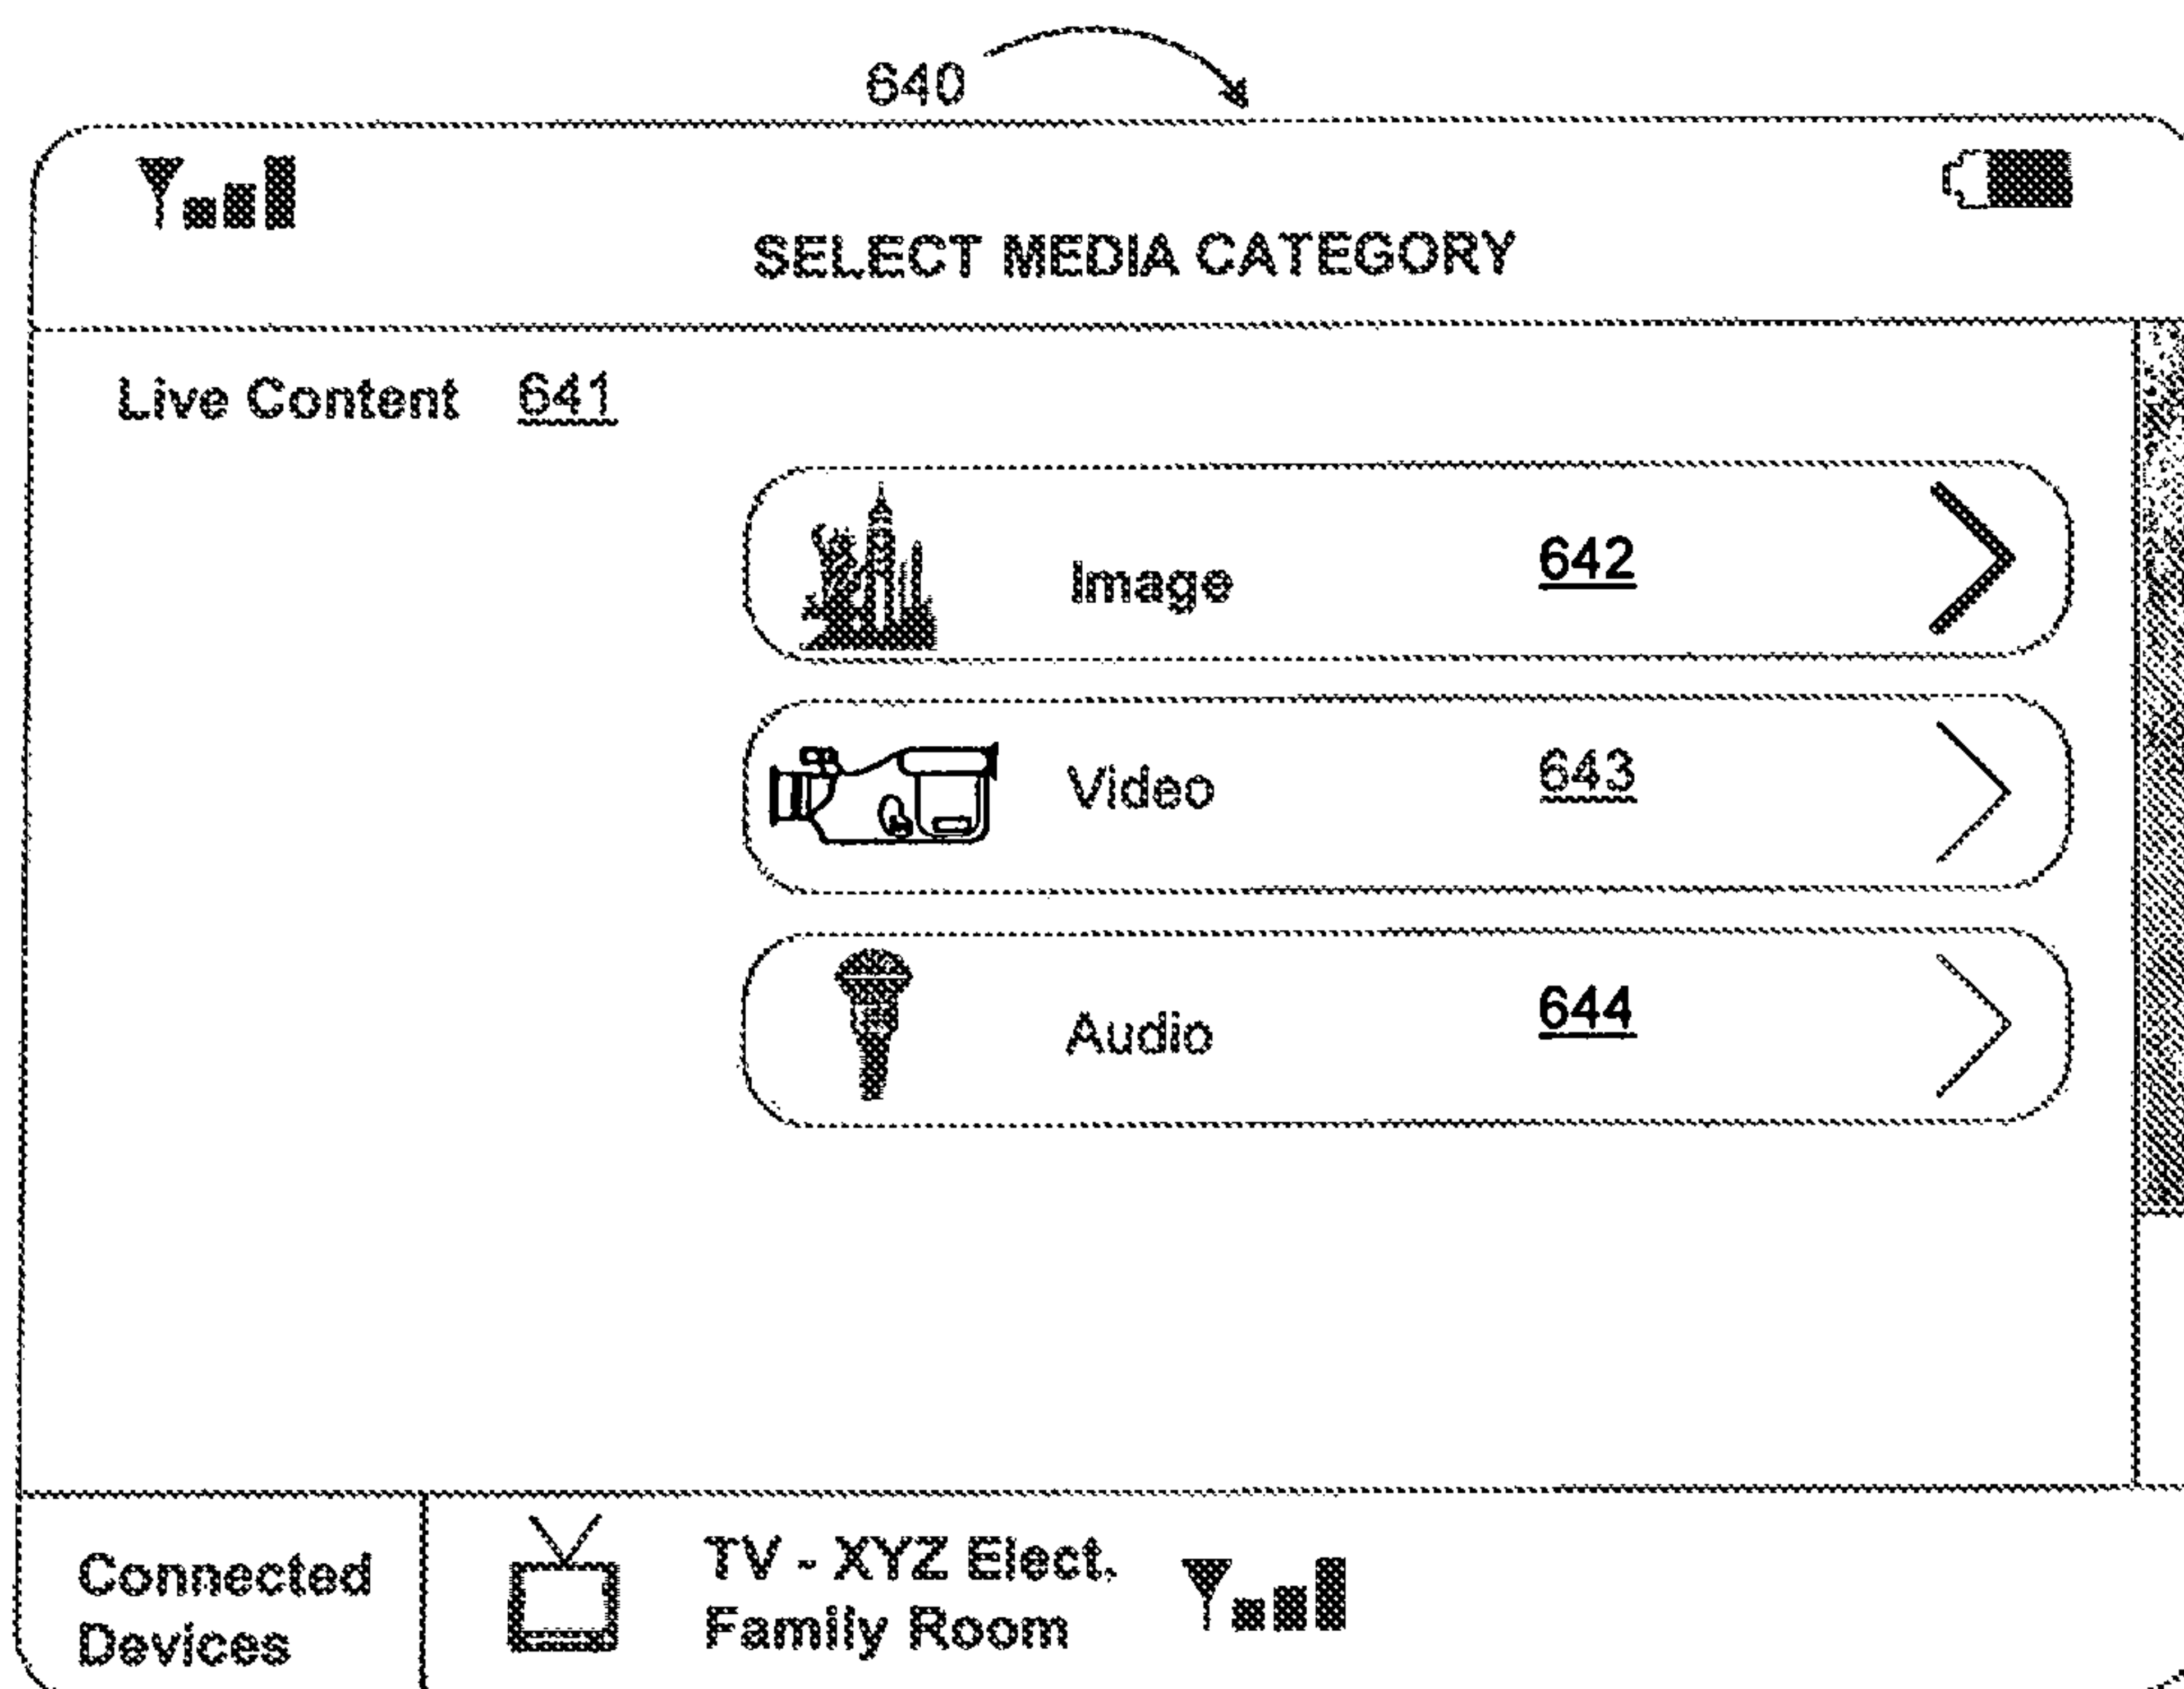 640
SELECT MEDIA CATEGORY
Live Content 641
Image 642
Video 643
Audio 644
Connected
Devices
TV - XYZ Elect.
Family Room